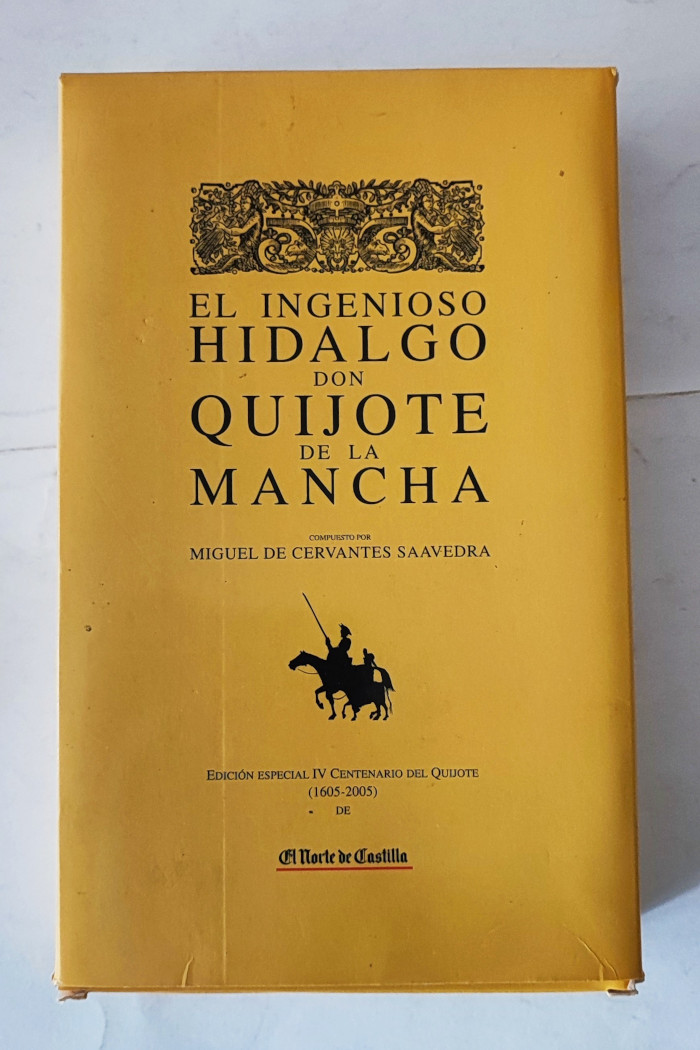 EL INGENIOSO
HIDALGO
DON
QUIJOTE
DE LA
MANCHA
COMPUESTO POR
MIGUEL DE CERVANTES SAAVEDRA
EDICIÓN ESPECIAL IV CENTENARIO DEL QUIJOTE
(1605-2005)
DE
El Norte de Castilla